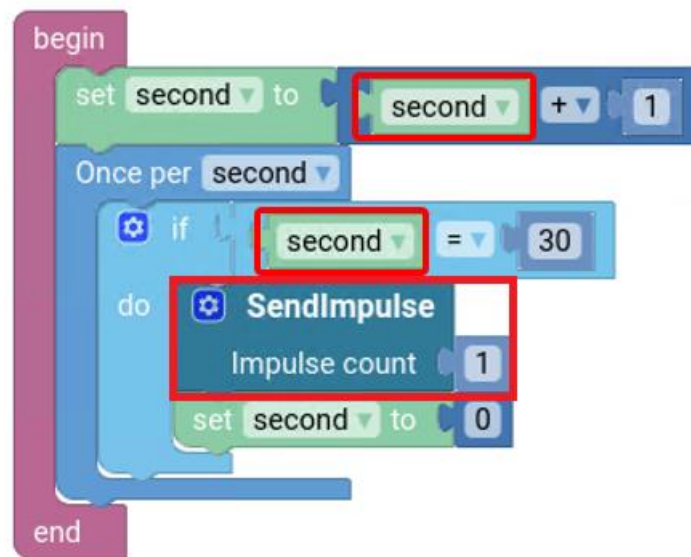 begin
set second to second + 1
Once per second
if second = 30
do SendImpulse
Impulse count 1
set second to 0
end